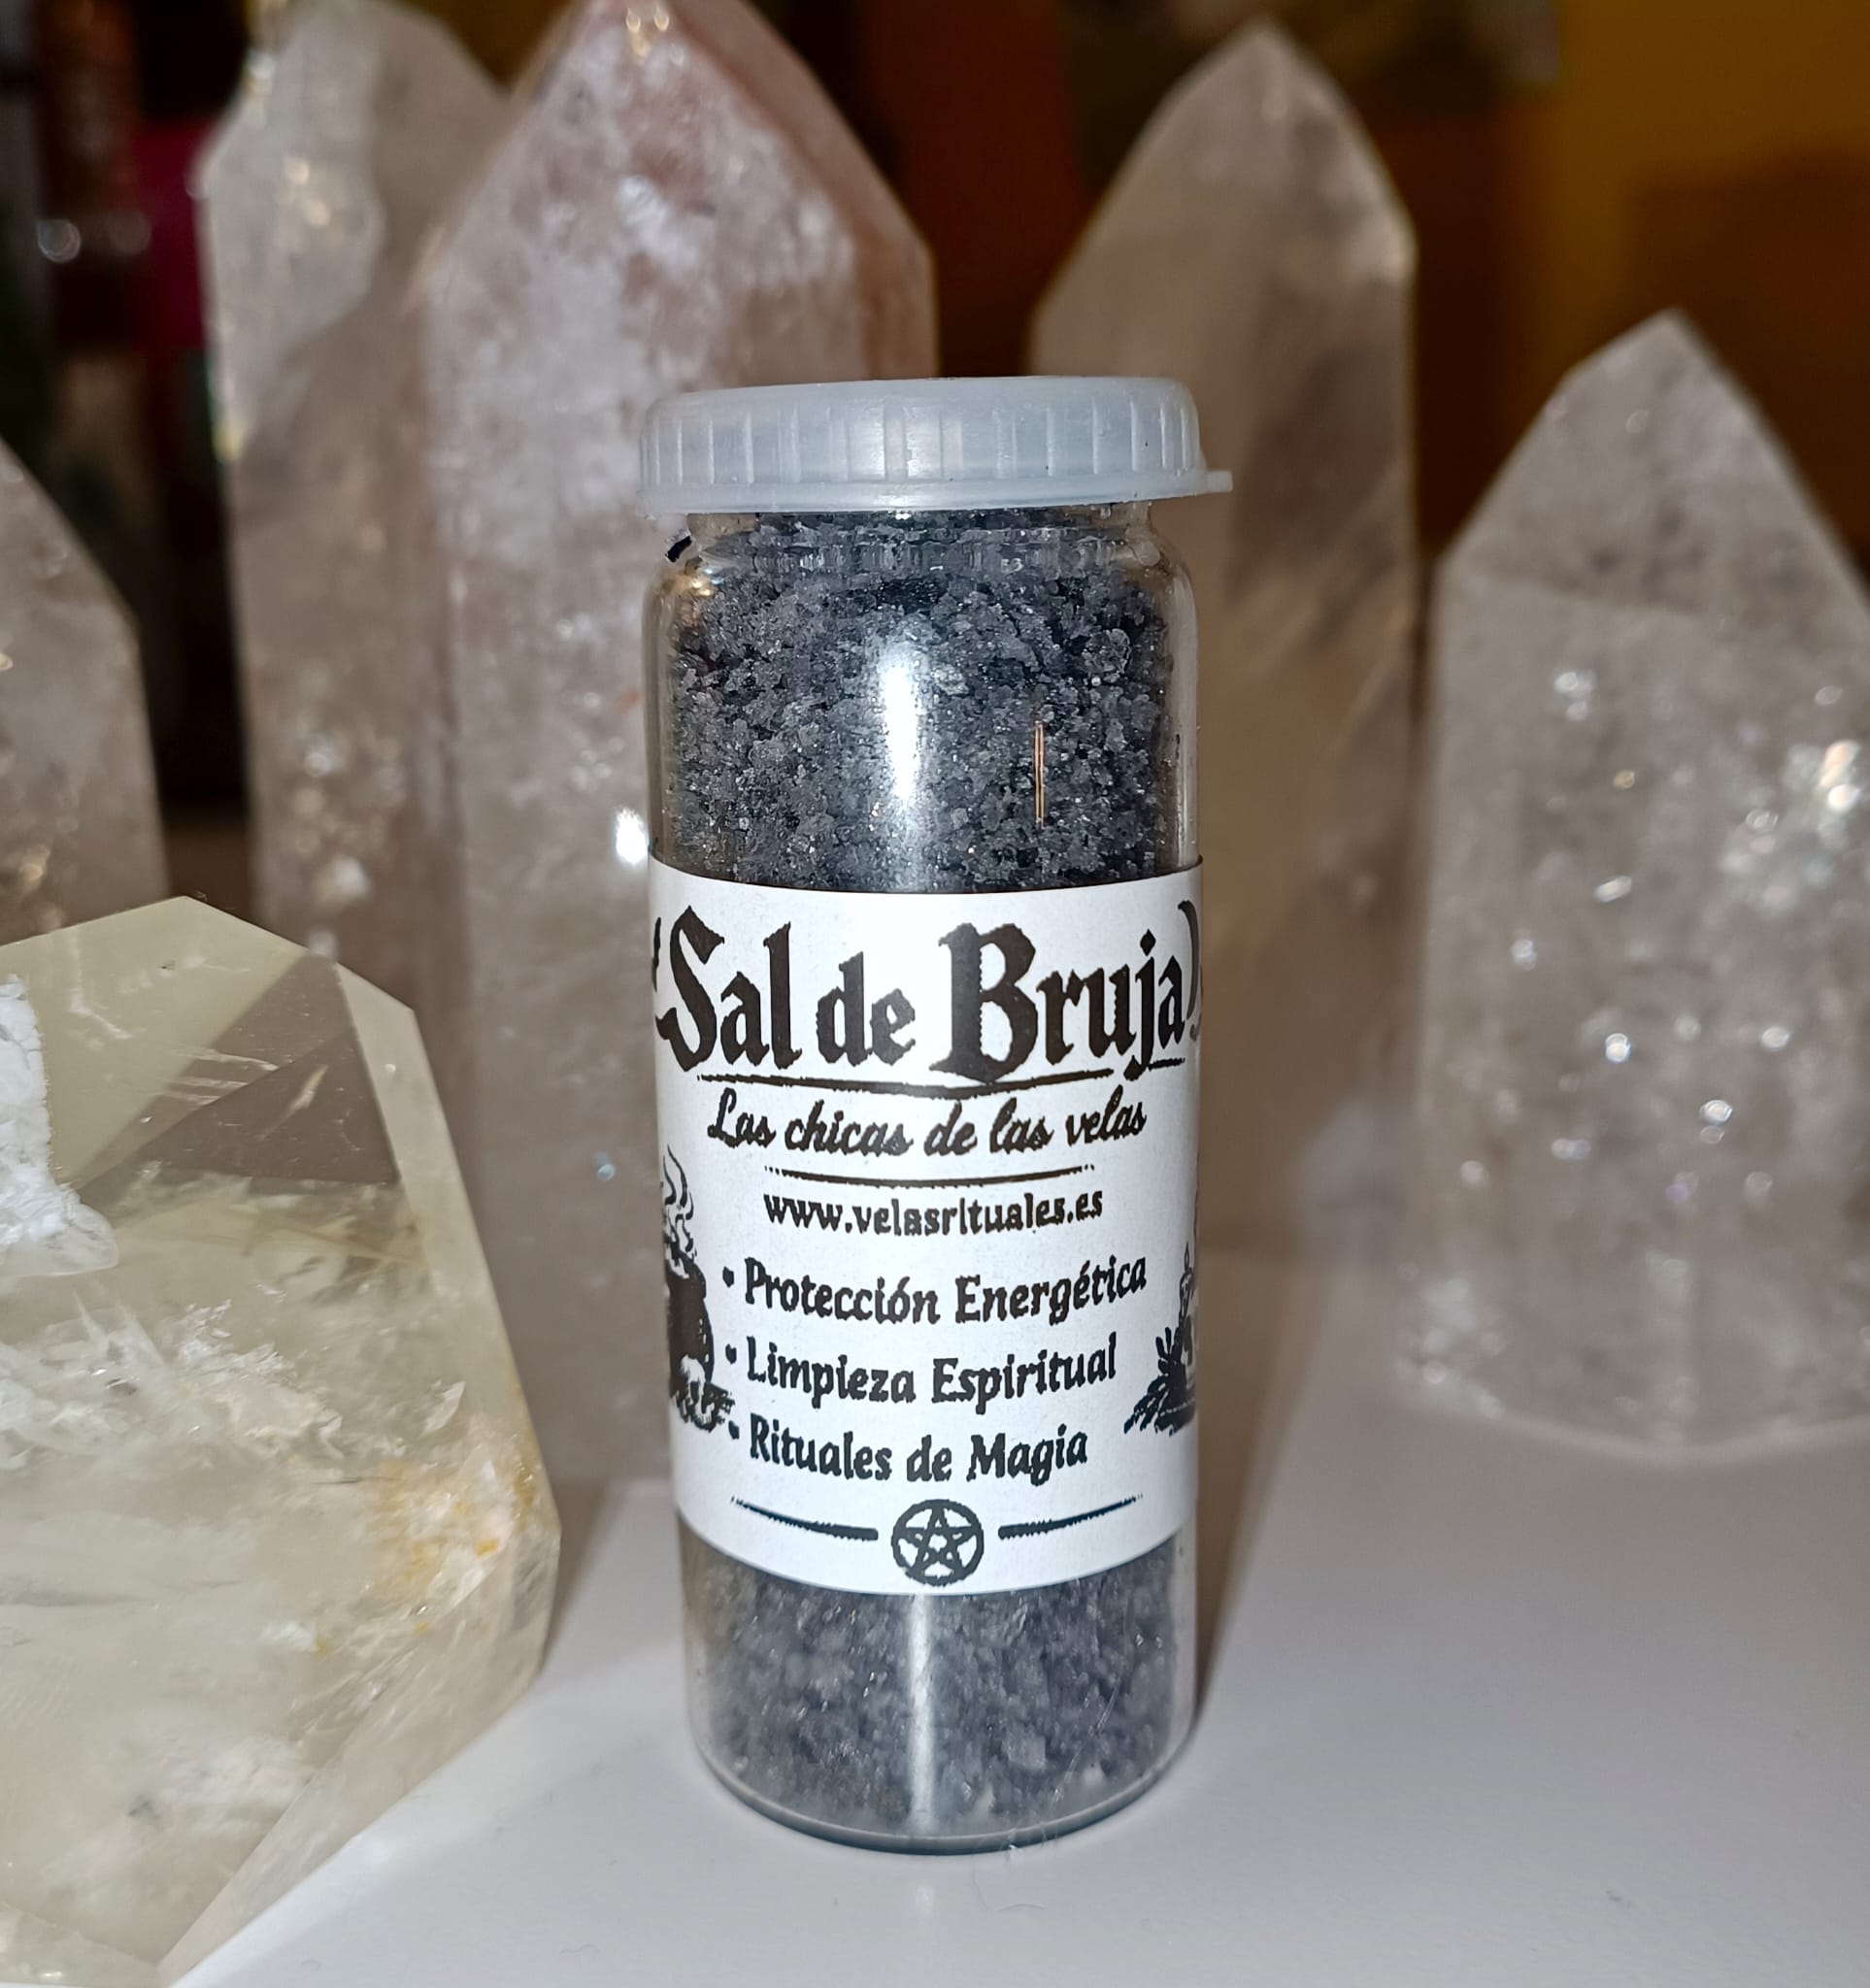 Sal de Bruja
Las chicas de las velas
www.velasrituales.es
• Protección Energética
• Limpieza Espiritual
• Rituales de Magia